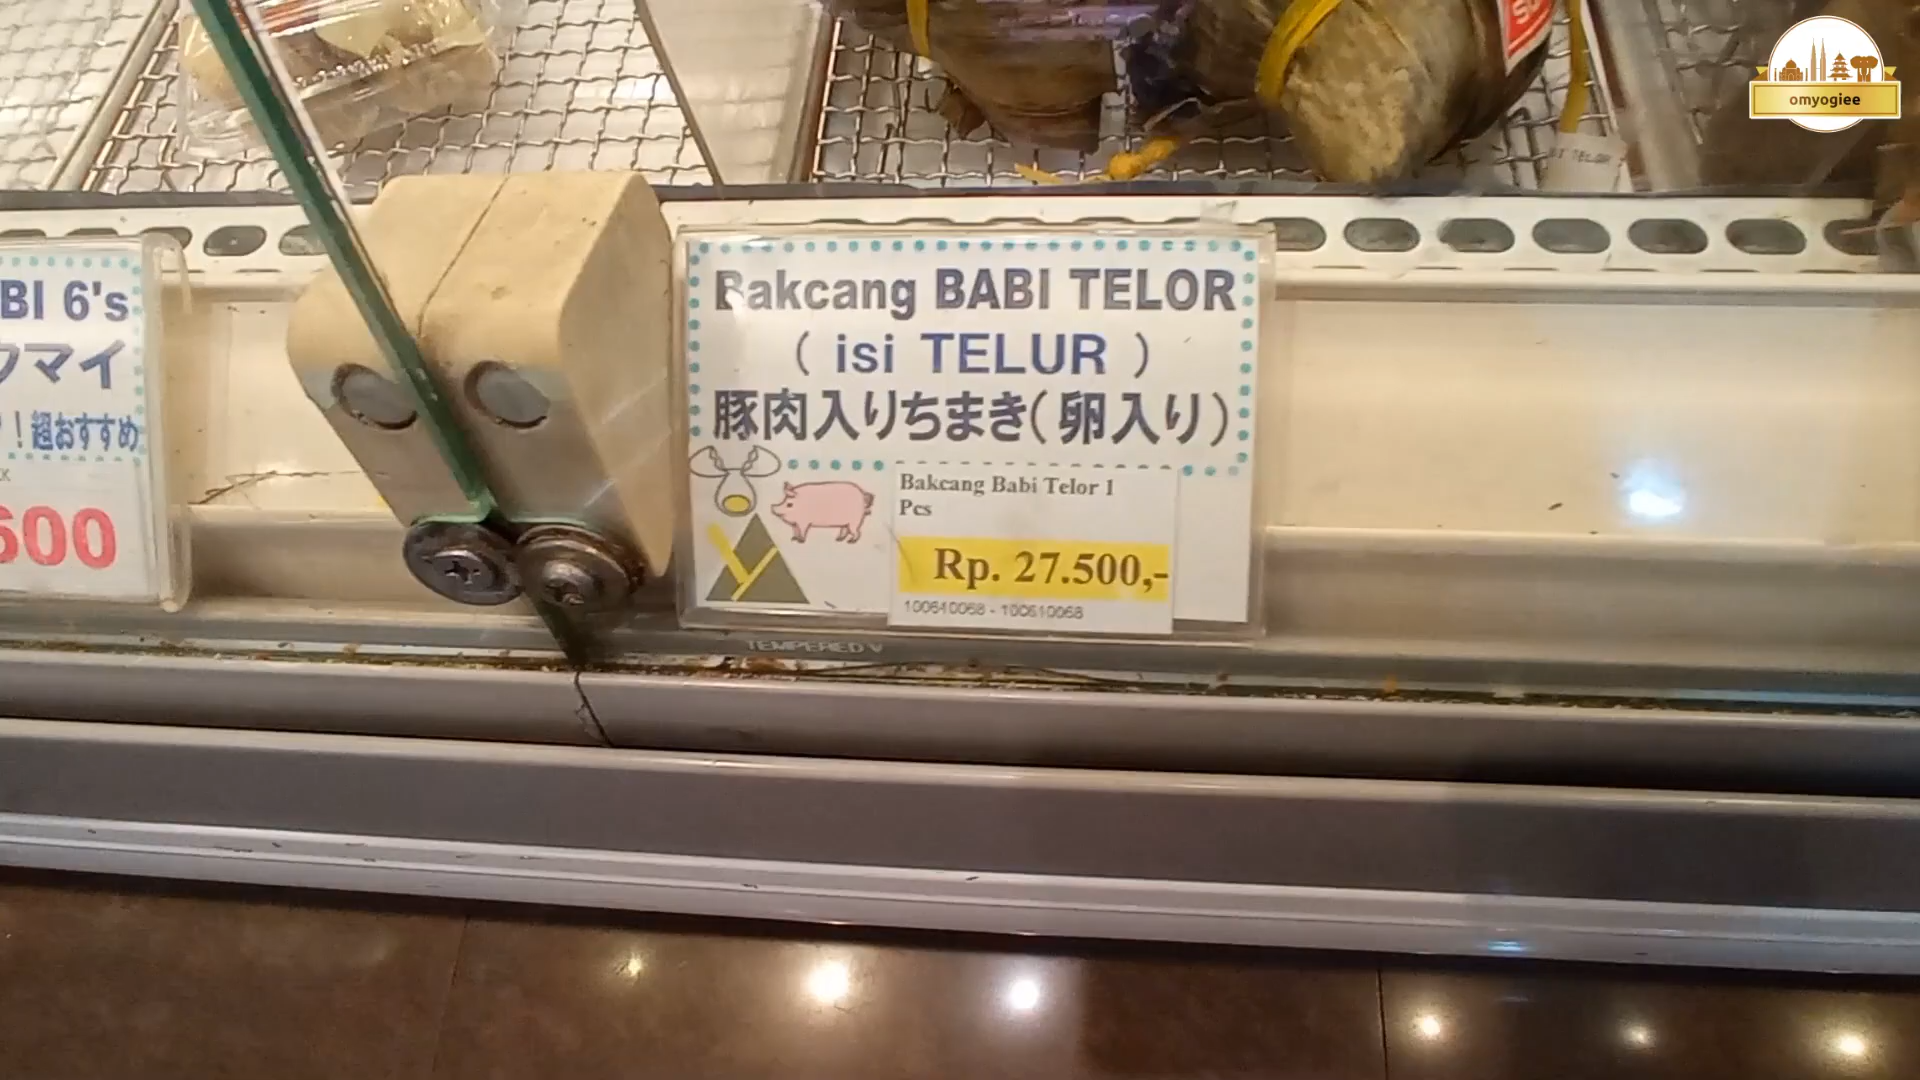 omyogiee
BI 6's
ウマイ
！超おすすめ
600
Bakcang BABI TELOR
( isi TELUR )
豚肉入りちまき(卵入り)
Bakcang Babi Telor 1
Pcs
Rp. 27.500,-
100610068 - 100610068
TEMPERED